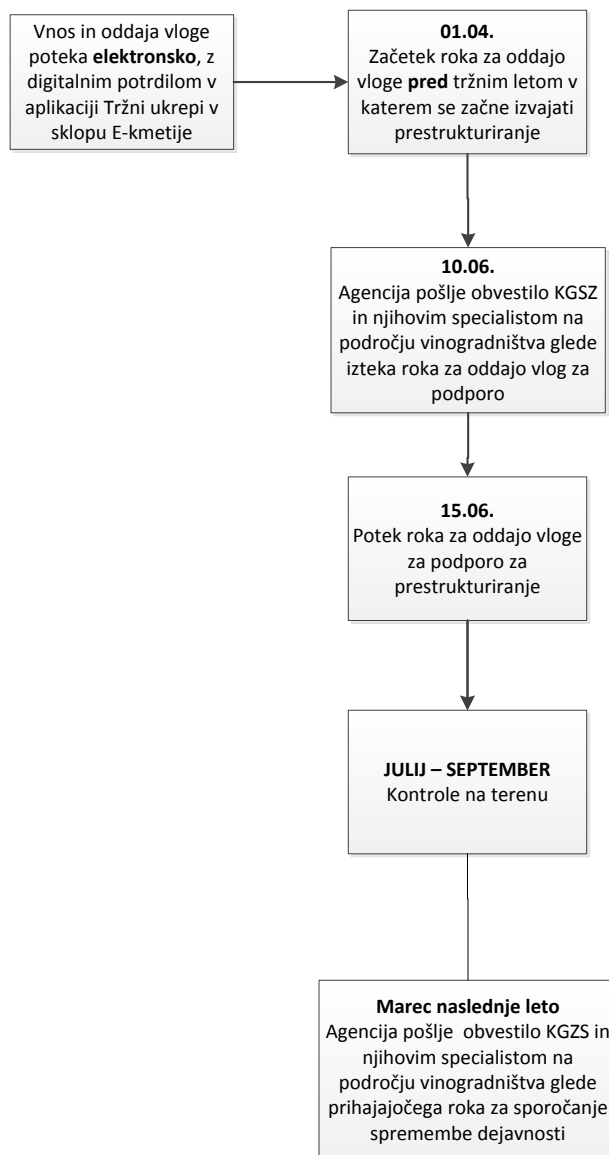 Vnos in oddaja vloge
poteka elektronsko, z
digitalnim potrdilom v
aplikaciji Tržni ukrepi v
sklopu E-kmetije
01.04.
Začetek roka za oddajo
vloge pred tržnim letom v
katerem se začne izvajati
prestrukturiranje
10.06.
Agencija pošlje obvestilo KGSZ
in njihovim specialistom na
področju vinogradništva glede
izteka roka za oddajo vlog za
podporo
15.06.
Potek roka za oddajo vloge
za podporo za
prestrukturiranje
JULIJ – SEPTEMBER
Kontrole na terenu
Marec naslednje leto
Agencija pošlje obvestilo KGZS in
njihovim specialistom na
področju vinogradništva glede
prihajajočega roka za sporočanje
spremembe dejavnosti